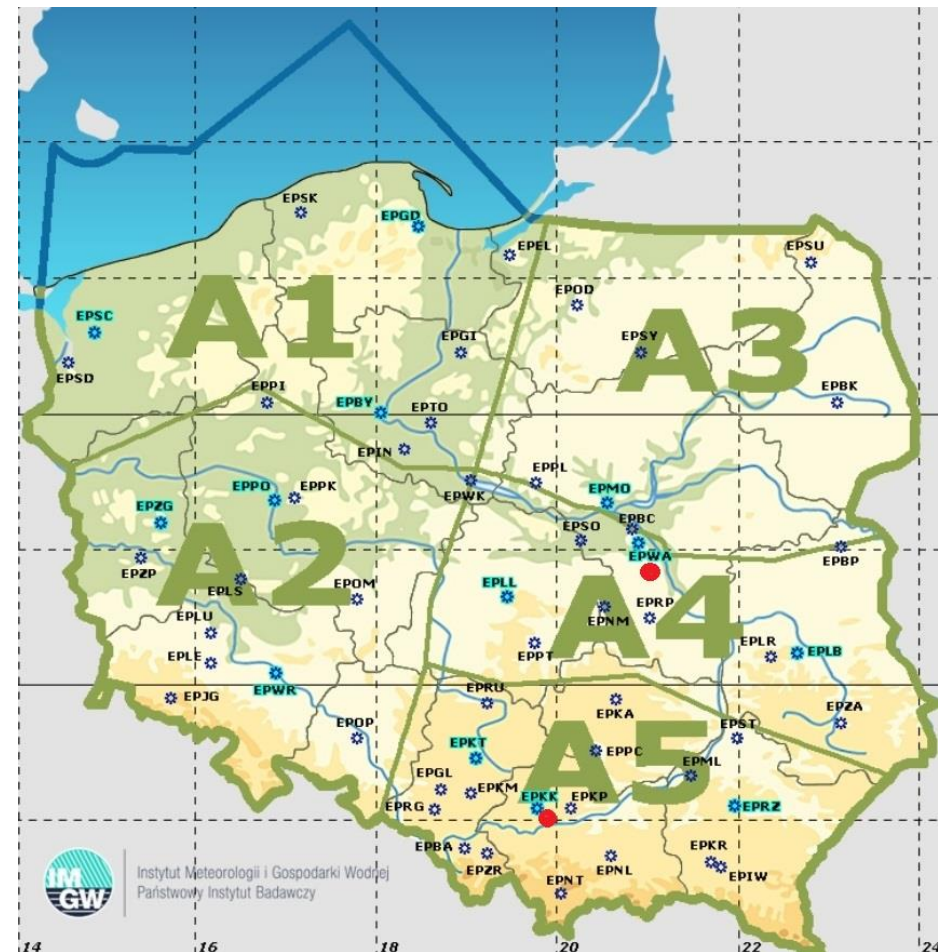 EPSK
EPGD
EPEL
EPSU
EPOD
A1
EPSC
EPSY
A3
EPGI
EPSD
EPPI
EPBK
EPBY
EPTO
EPIN
EPWK
EPPL
EPPO
EPPK
EPMO
EPZG
EPSO
EPBC
EPWA
EPBP
EPZP
A2
EPLS
EPOM
EPLL
A4
EPNM
EPRP
EPLU
EPLE
EPPT
EPLR
EPLB
EPWR
EPJG
EPRU
EPKA
EPZA
EPOP
EPST
EPKT
EPPC
A5
EPML
EPGL
EPKM
EPKK
EPKP
EPRG
EPRZ
EPBA
EPZR
EPNL
EPKR
EPIW
EPNT
IM
GW
Instytut Meteorologii i Gospodarki Wodnej
Państwowy Instytut Badawczy
14 16 18 20 22 24